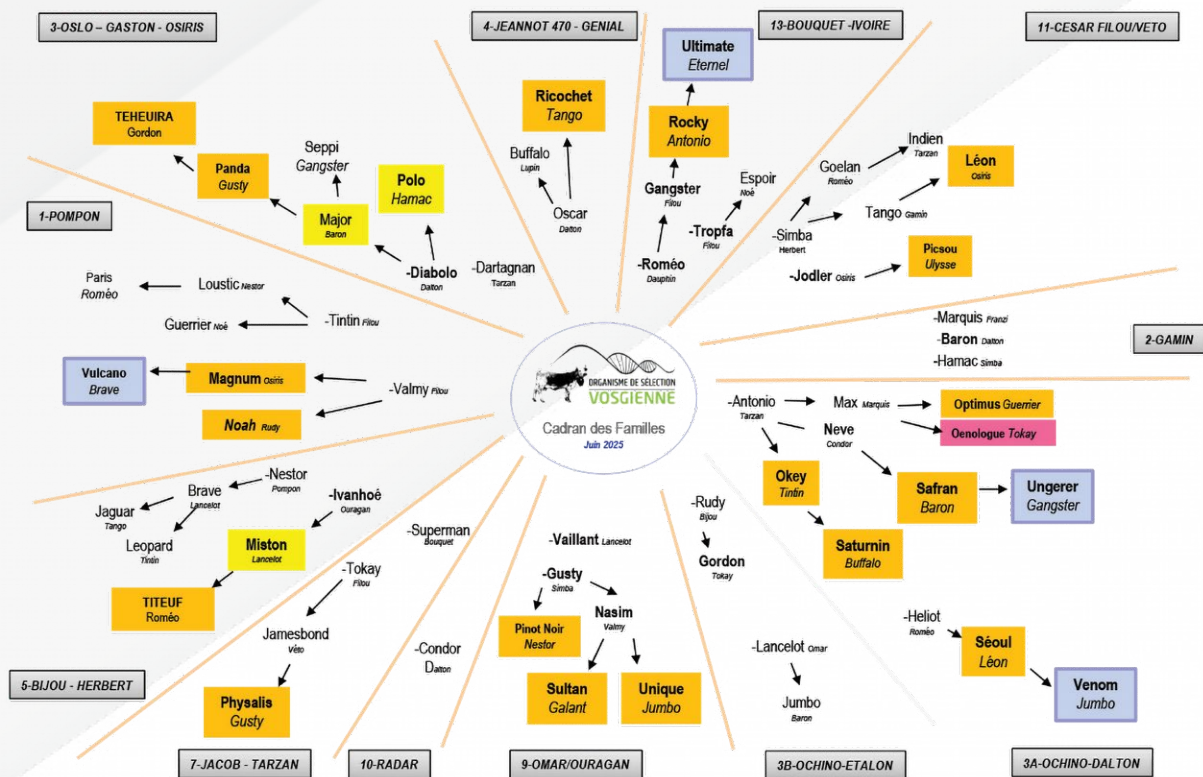 3-OSLO – GASTON - OSIRIS
4-JEANNOT 470 - GENIAL
13-BOUQUET -IVOIRE
11-CESAR FILOU/VETO
TEHEUIRA
Gordon
Panda
Gusty
Seppi
Gangster
Major
Baron
Polo
Hamac
-Diabolo
Dalton
-Dartagnan
Tarzan
Ricochet
Tango
Buffalo
Lupin
Oscar
Dalton
Ultimate
Eternel
Rocky
Antonio
Gangster
Filou
-Roméo
Dauphin
Espoir
Noé
-Tropfa
Filou
Goelan
Roméo
Indien
Tarzan
-Simba
Herbert
Tango Gamin
Léon
Osiris
-Jodler Osiris
Picsou
Ulysse
1-POMPON
Paris
Roméo
Loustic Nestor
Guerrier Noé
-Tintin Filou
Vulcano
Brave
Magnum Osiris
-Valmy Filou
Noah Rudy
2-GAMIN
-Marquis Franzi
-Baron Dalton
-Hamac Simba
ORGANISME DE SÉLECTION
VOSGIENNE
Cadran des Familles
Juin 2025
-Antonio
Tarzan
Max Marquis
Optimus Guerrier
Oenologue Tokay
Neve
Condor
Okey
Tintin
Safran
Baron
Ungerer
Gangster
Saturnin
Buffalo
-Nestor
Pompon
Brave
Lancelot
Jaguar
Tango
Leopard
Tintin
-Ivanhoé
Ouragan
Miston
Lancelot
TITEUF
Roméo
5-BIJOU - HERBERT
-Superman
Bouquet
-Tokay
Filou
Jamesbond
Véto
Physalis
Gusty
-Condor
Dalton
-Vaillant Lancelot
-Gusty
Simba
Nasim
Valmy
Pinot Noir
Nestor
Sultan
Galant
Unique
Jumbo
-Rudy
Bijou
Gordon
Tokay
-Lancelot Omar
Jumbo
Baron
-Heliot
Roméo
Séoul
Léon
Venom
Jumbo
7-JACOB - TARZAN
10-RADAR
9-OMAR/OURAGAN
3B-OCHINO-ETALON
3A-OCHINO-DALTON